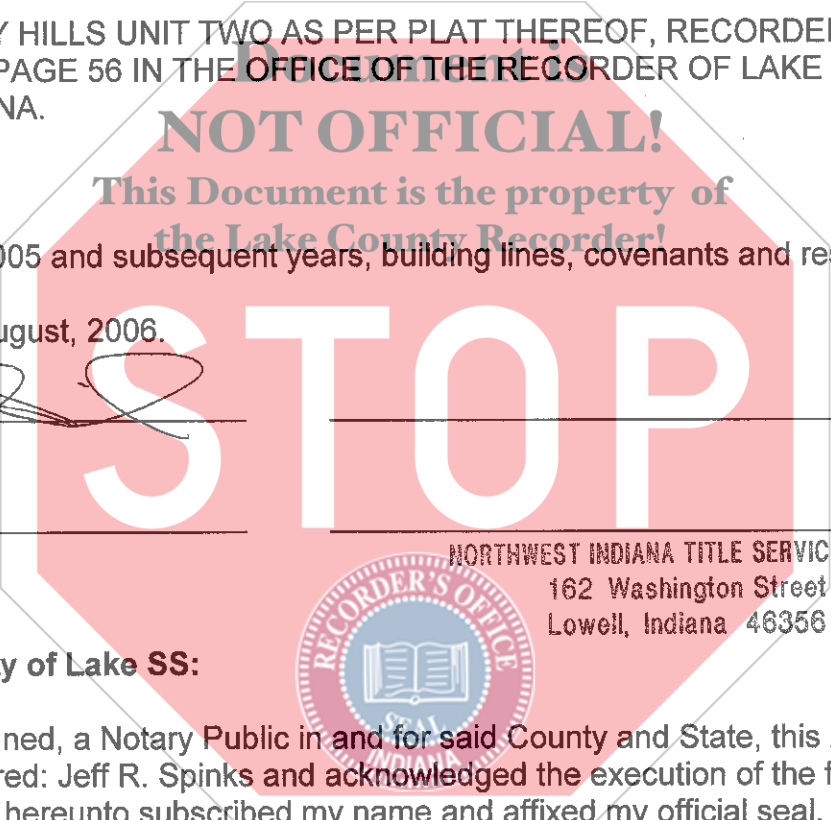 Y HILLS UNIT TWO AS PER PLAT THEREOF, RECORDE
Document is
PAGE 56 IN THE OFFICE OF THE RECORDER OF LAKE
NA.
NOT OFFICIAL!
This Document is the property of
the Lake County Recorder!
005 and subsequent years, building lines, covenants and re
ugust, 2006.
STOP
NORTHWEST INDIANA TITLE SERVIC
162 Washington Street
Lowell, Indiana 46356
RECORDER'S OFFICE
SEAL
INDIANA
y of Lake SS:
ned, a Notary Public in and for said County and State, this
red: Jeff R. Spinks and acknowledged the execution of the f
hereunto subscribed my name and affixed my official seal.